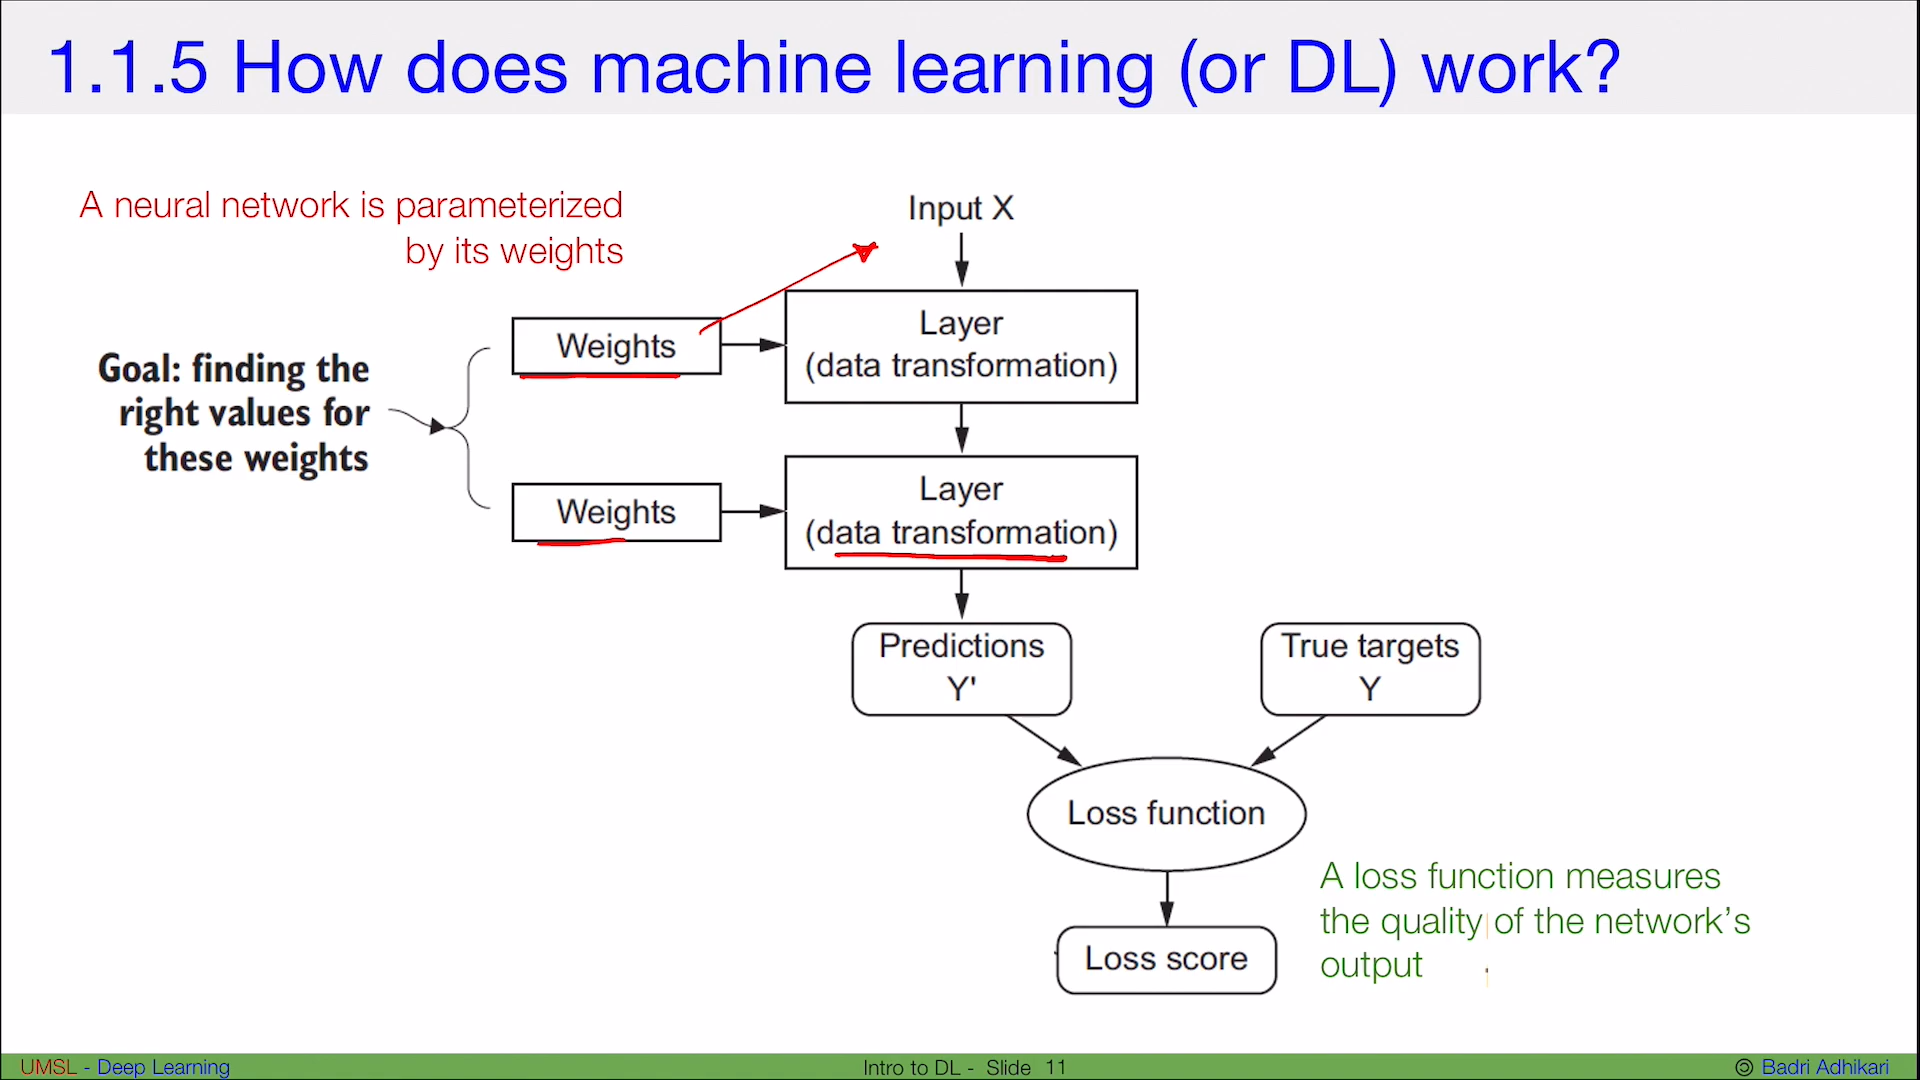 1.1.5 How does machine learning (or DL) work?
A neural network is parameterized
by its weights
Input X
Weights
Layer
(data transformation)
Goal: finding the
right values for
these weights
Weights
Layer
(data transformation)
Predictions
Y'
True targets
Y
Loss function
A loss function measures
the quality of the network’s
output
Loss score
UMSL - Deep Learning
Intro to DL - Slide 11
© Badri Adhikari